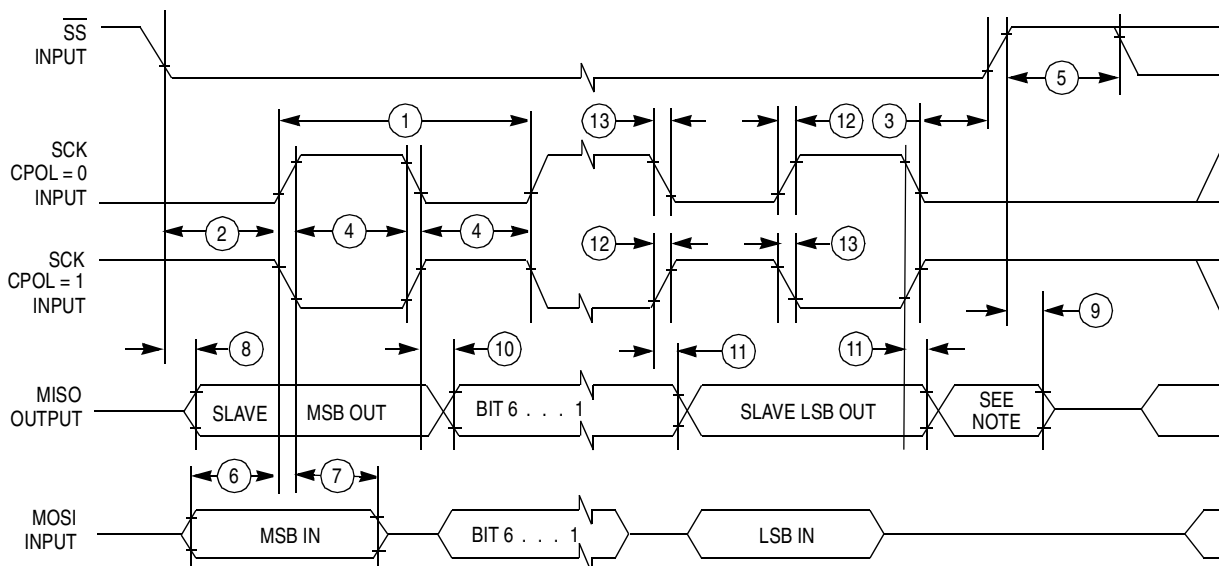 SS
INPUT
5
1
13
12
3
SCK
CPOL = 0
INPUT
2
4
4
12
13
SCK
CPOL = 1
INPUT
9
8
10
11
11
MISO
OUTPUT
SLAVE
MSB OUT
BIT 6 . . . 1
SLAVE LSB OUT
SEE
NOTE
6
7
MOSI
INPUT
MSB IN
BIT 6 . . . 1
LSB IN